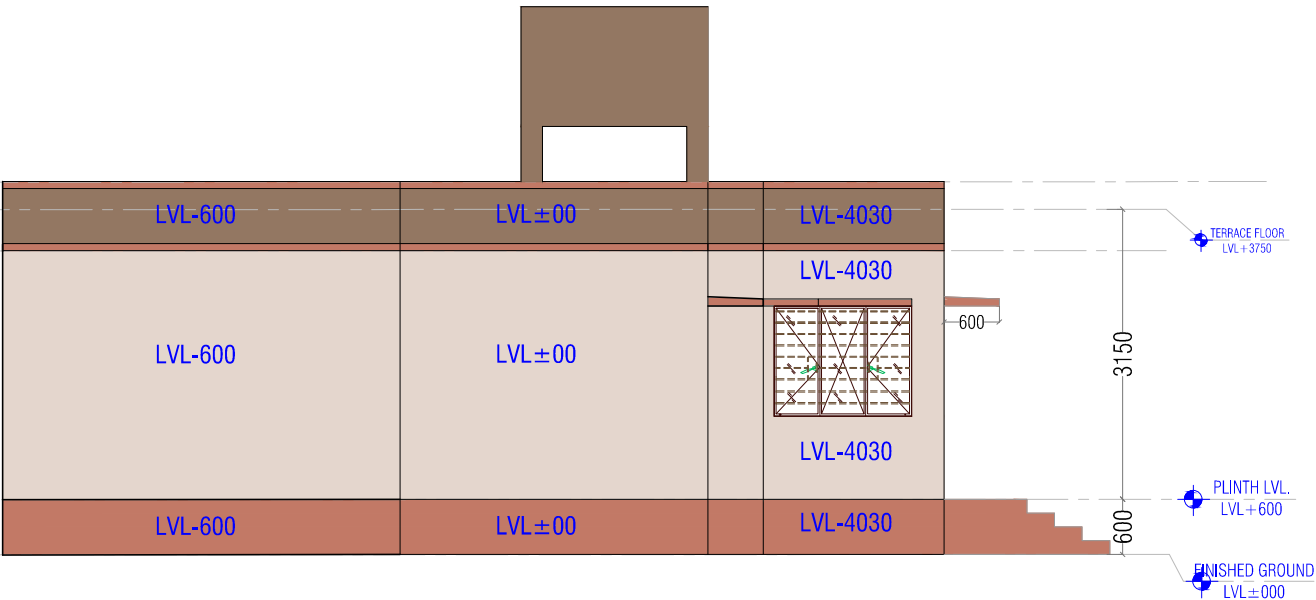 LVL-600
LVL±00
LVL-4030
TERRACE FLOOR
LVL+3750
LVL-4030
600
LVL-600
LVL±00
3150
LVL-4030
PLINTH LVL.
LVL+600
LVL-600
LVL±00
LVL-4030
600
FINISHED GROUND
LVL±000